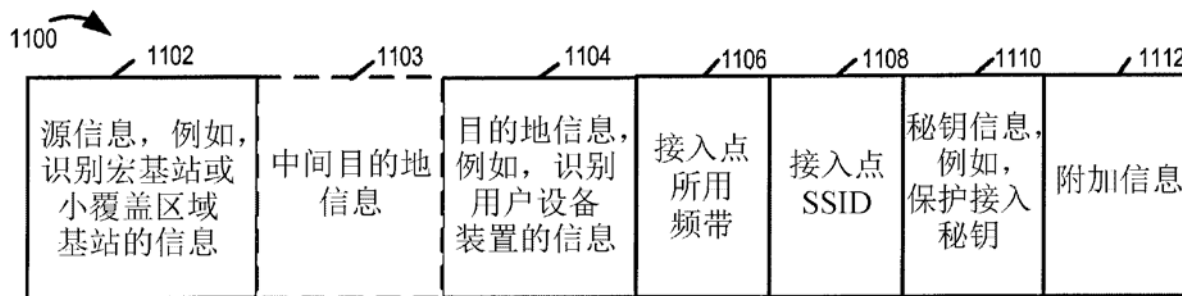 1100
1102
1103
1104
1106
1108
1110
1112
源信息，例如，
识别宏基站或
小覆盖区域
基站的信息
中间目的地
信息
目的地信息，
例如，识别
用户设备
装置的信息
接入点
所用
频带
接入点
SSID
秘钥信息，
例如，
保护接入
秘钥
附加信息